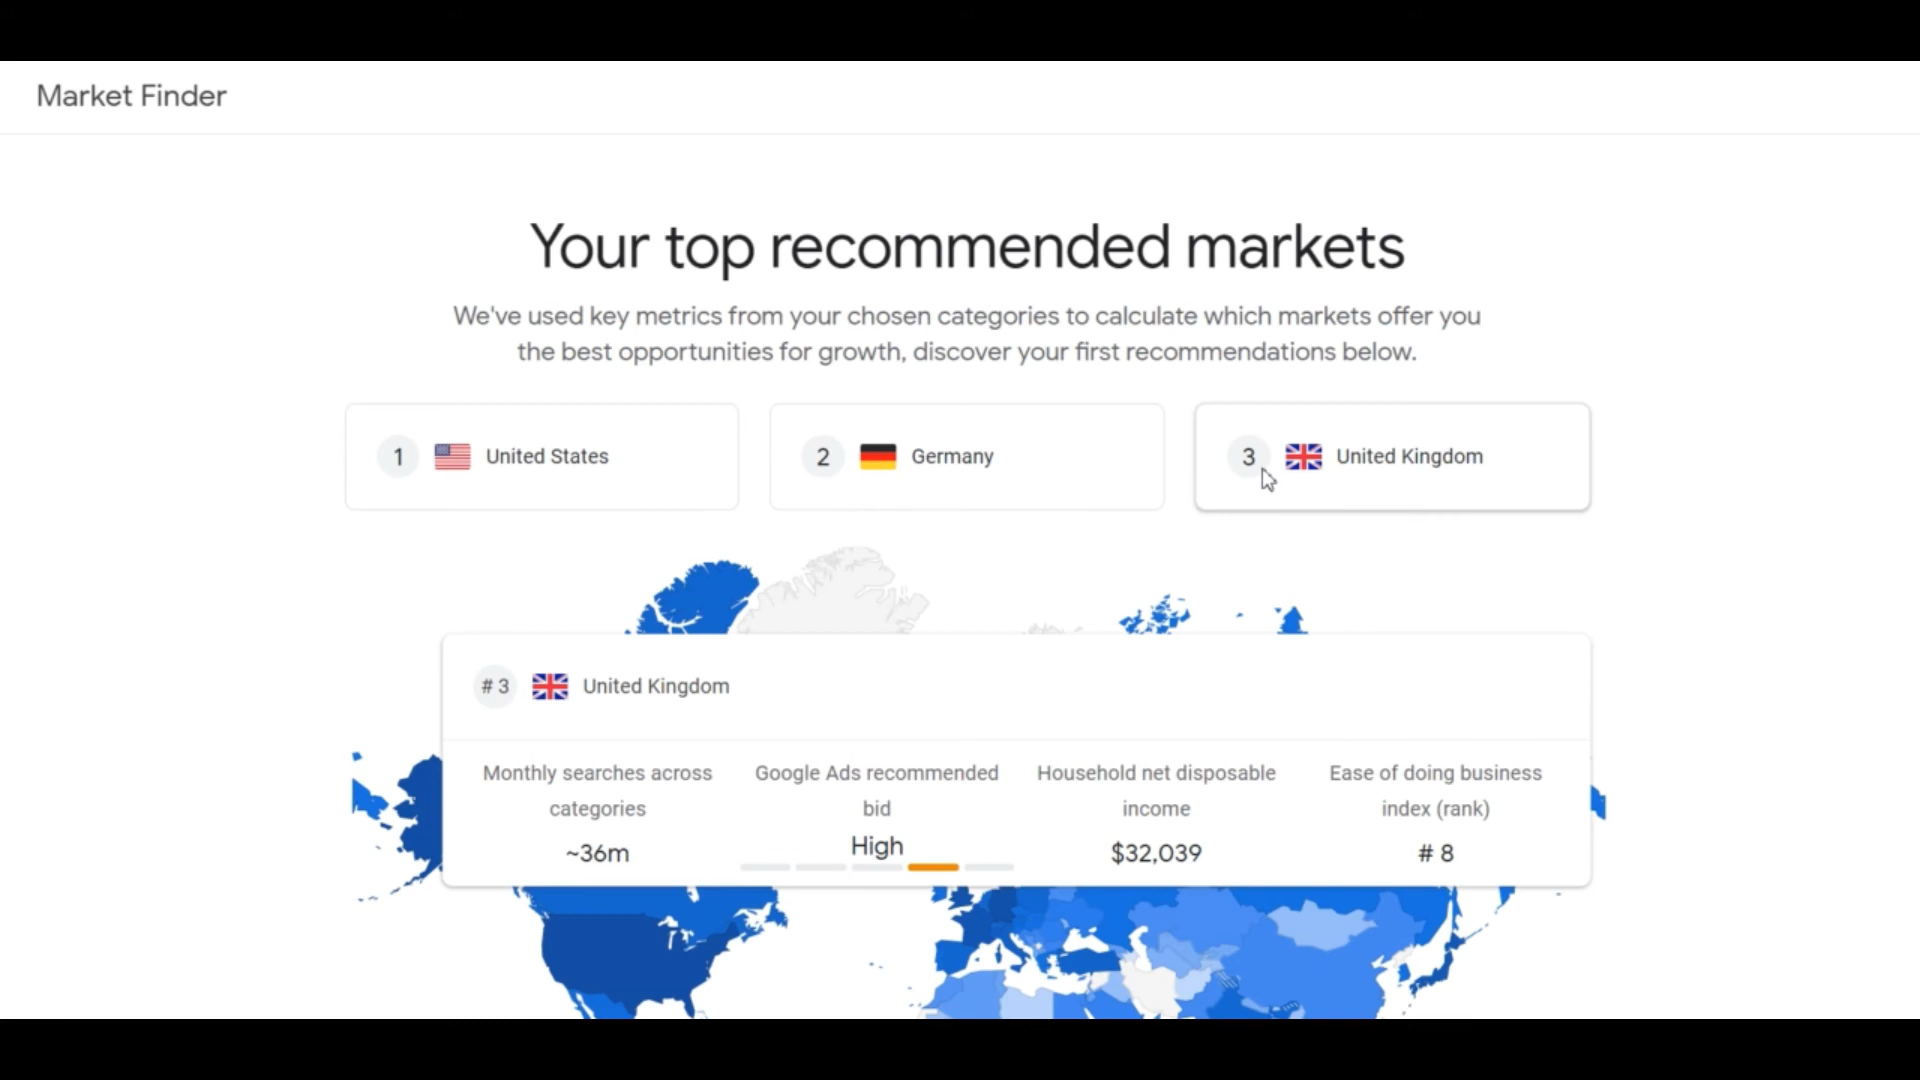 Market Finder
Your top recommended markets
We've used key metrics from your chosen categories to calculate which markets offer you
the best opportunities for growth, discover your first recommendations below.
1 United States
2 Germany
3 United Kingdom
# 3 United Kingdom
Monthly searches across
categories
~36m
Google Ads recommended
bid
High
Household net disposable
income
$32,039
Ease of doing business
index (rank)
# 8